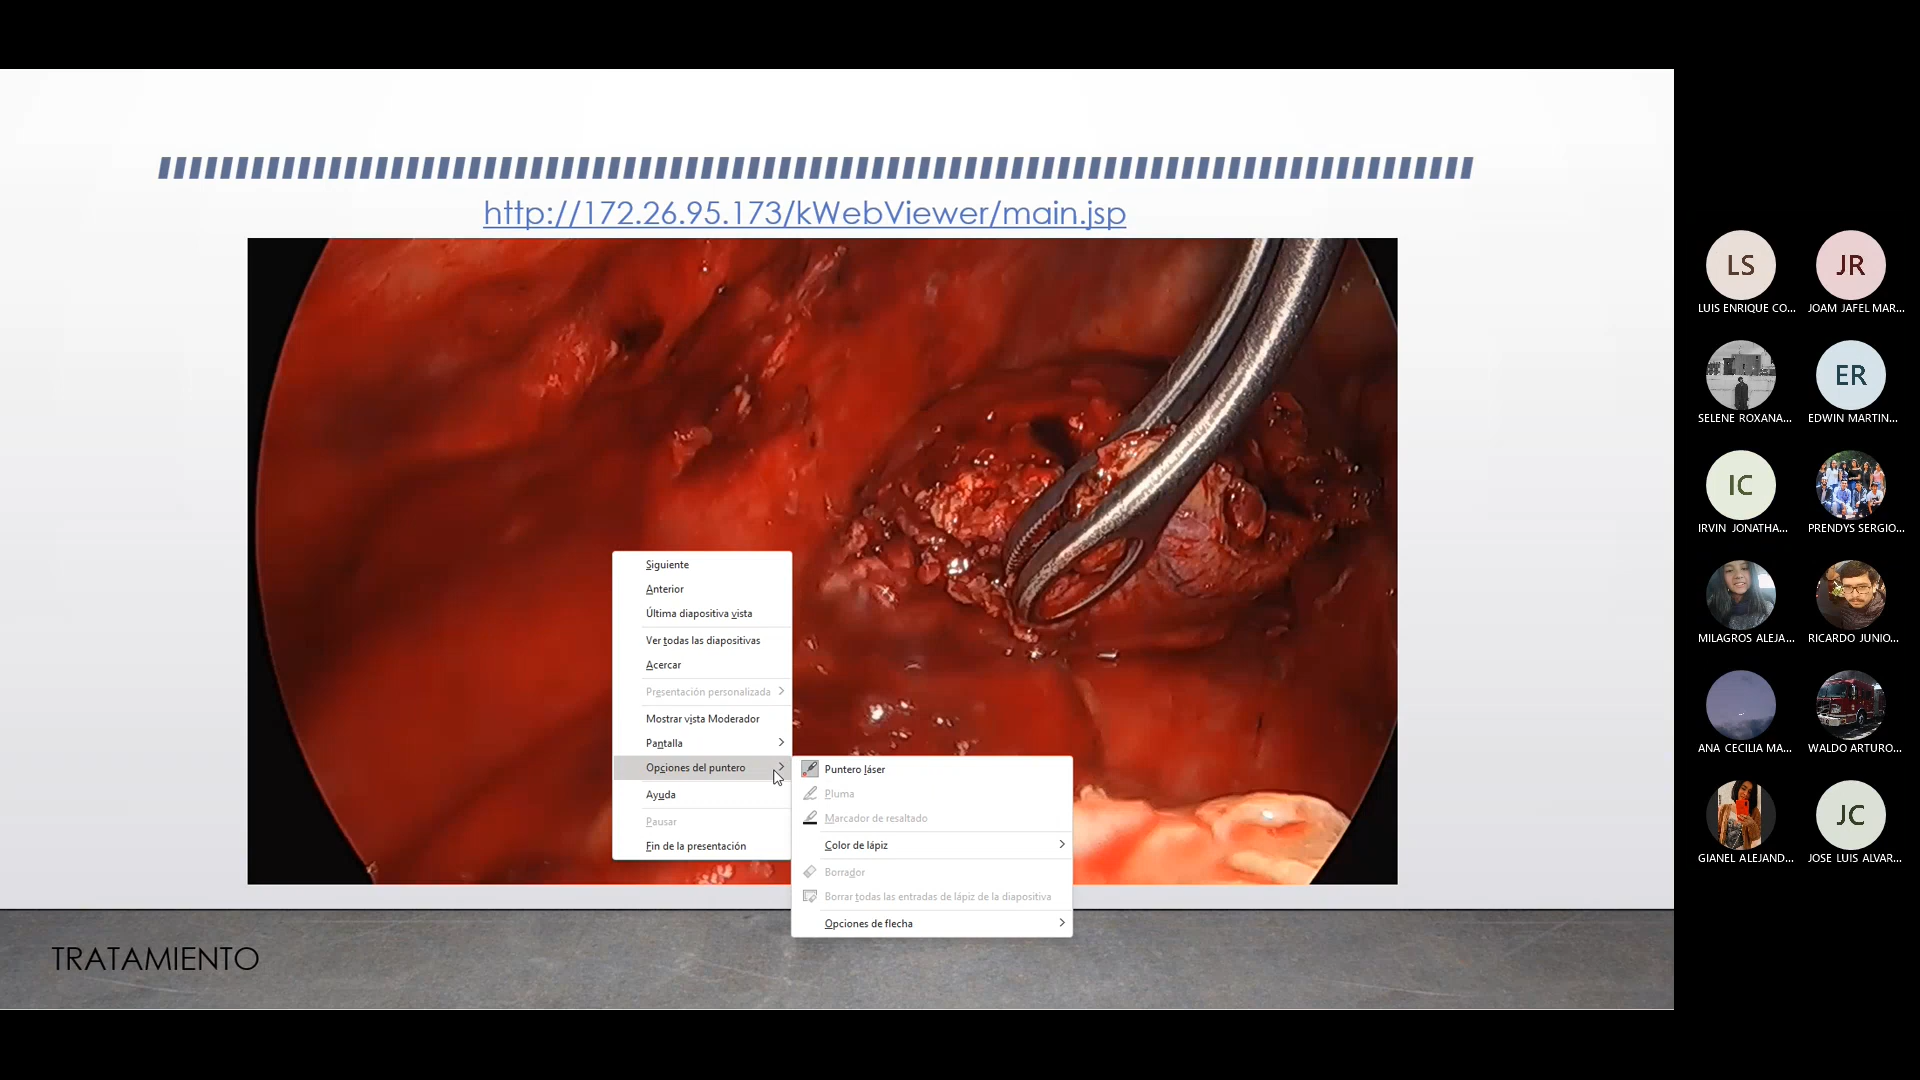 http://172.26.95.173/kWebViewer/main.jsp
Siguiente
Anterior
Última diapositiva vista
Ver todas las diapositivas
Acercar
Presentación personalizada
Mostrar vista Moderador
Pantalla
Opciones del puntero
Ayuda
Pausar
Fin de la presentación
Puntero láser
Pluma
Marcador de resaltado
Color de lápiz
Borrador
Borrar todas las entradas de lápiz de la diapositiva
Opciones de flecha
TRATAMIENTO
LS
JR
LUIS ENRIQUE CO...
JOAM JAFEL MAR...
ER
SELENE ROXANA...
EDWIN MARTIN...
IC
IRVIN JONATHA...
PRENDYS SERGIO...
MILAGROS ALEJA...
RICARDO JUNIO...
ANA CECILIA MA...
WALDO ARTURO...
JC
GIANEL ALEJAND...
JOSE LUIS ALVAR...